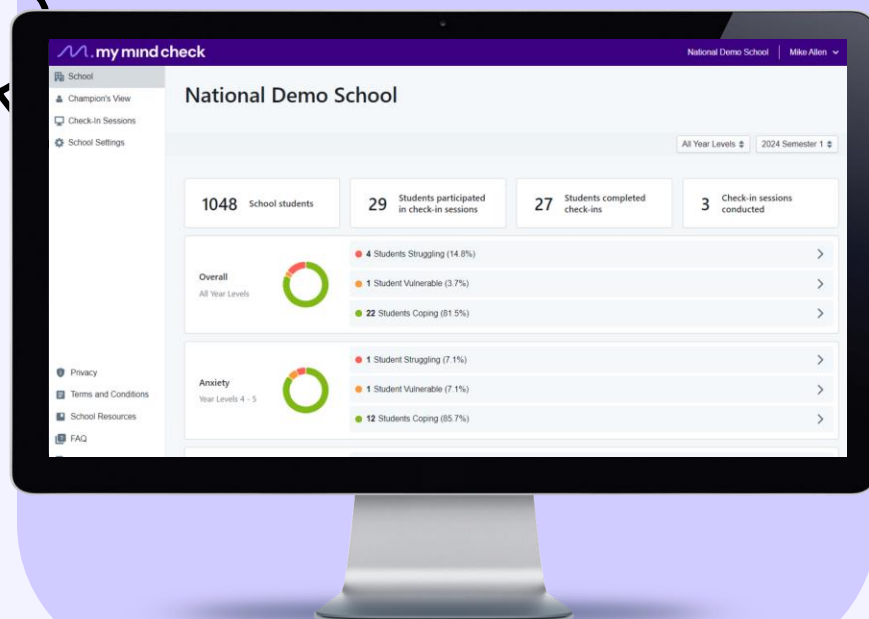 my mind check
National Demo School
Mike Allen
School
Champion's View
Check-In Sessions
School Settings
National Demo School
All Year Levels
2024 Semester 1
1048 School students
29 Students participated
in check-in sessions
27 Students completed
check-ins
3 Check-in sessions
conducted
Overall
All Year Levels
4 Students Struggling (14.8%)
1 Student Vulnerable (3.7%)
22 Students Coping (81.5%)
Anxiety
Year Levels 4 - 5
1 Student Struggling (7.1%)
1 Student Vulnerable (7.1%)
12 Students Coping (85.7%)
Privacy
Terms and Conditions
School Resources
FAQ